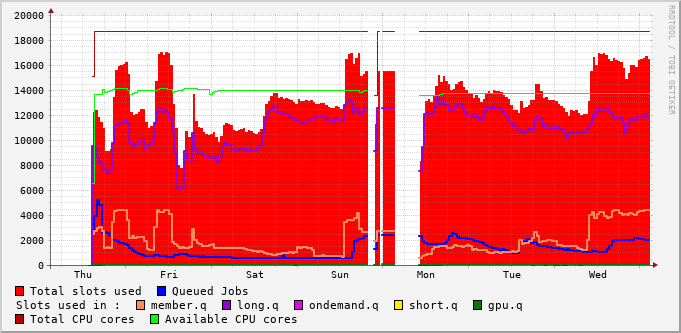 20000
18000
16000
14000
12000
10000
8000
6000
4000
2000
0
Thu Fri Sat Sun Mon Tue Wed
RRDTOOL / TOBI OETIKER
Total slots used Queued Jobs
Slots used in : member.q long.q ondemand.q short.q gpu.q
Total CPU cores Available CPU cores